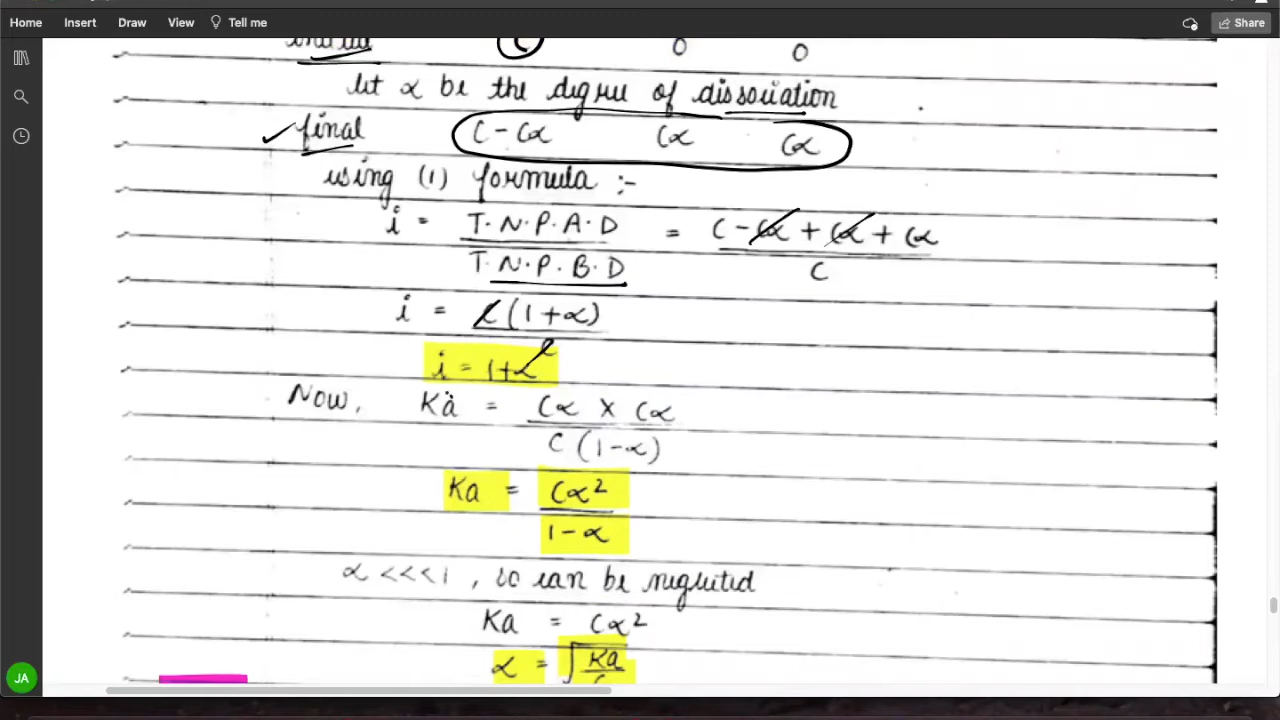 Home Insert Draw View Tell me Share
initial C 0 0
let α be the degree of dissociation
final C - Cα Cα Cα
using (1) formula :-
i = T.N.P.A.D / T.N.P.B.D = C - Cα + Cα + Cα / C
i = C (1+α) / C
i = 1+α
Now, Ka = Cα X Cα / C (1-α)
Ka = Cα² / 1-α
α <<<1, so can be neglected
Ka = Cα²
α = √Ka / C
JA